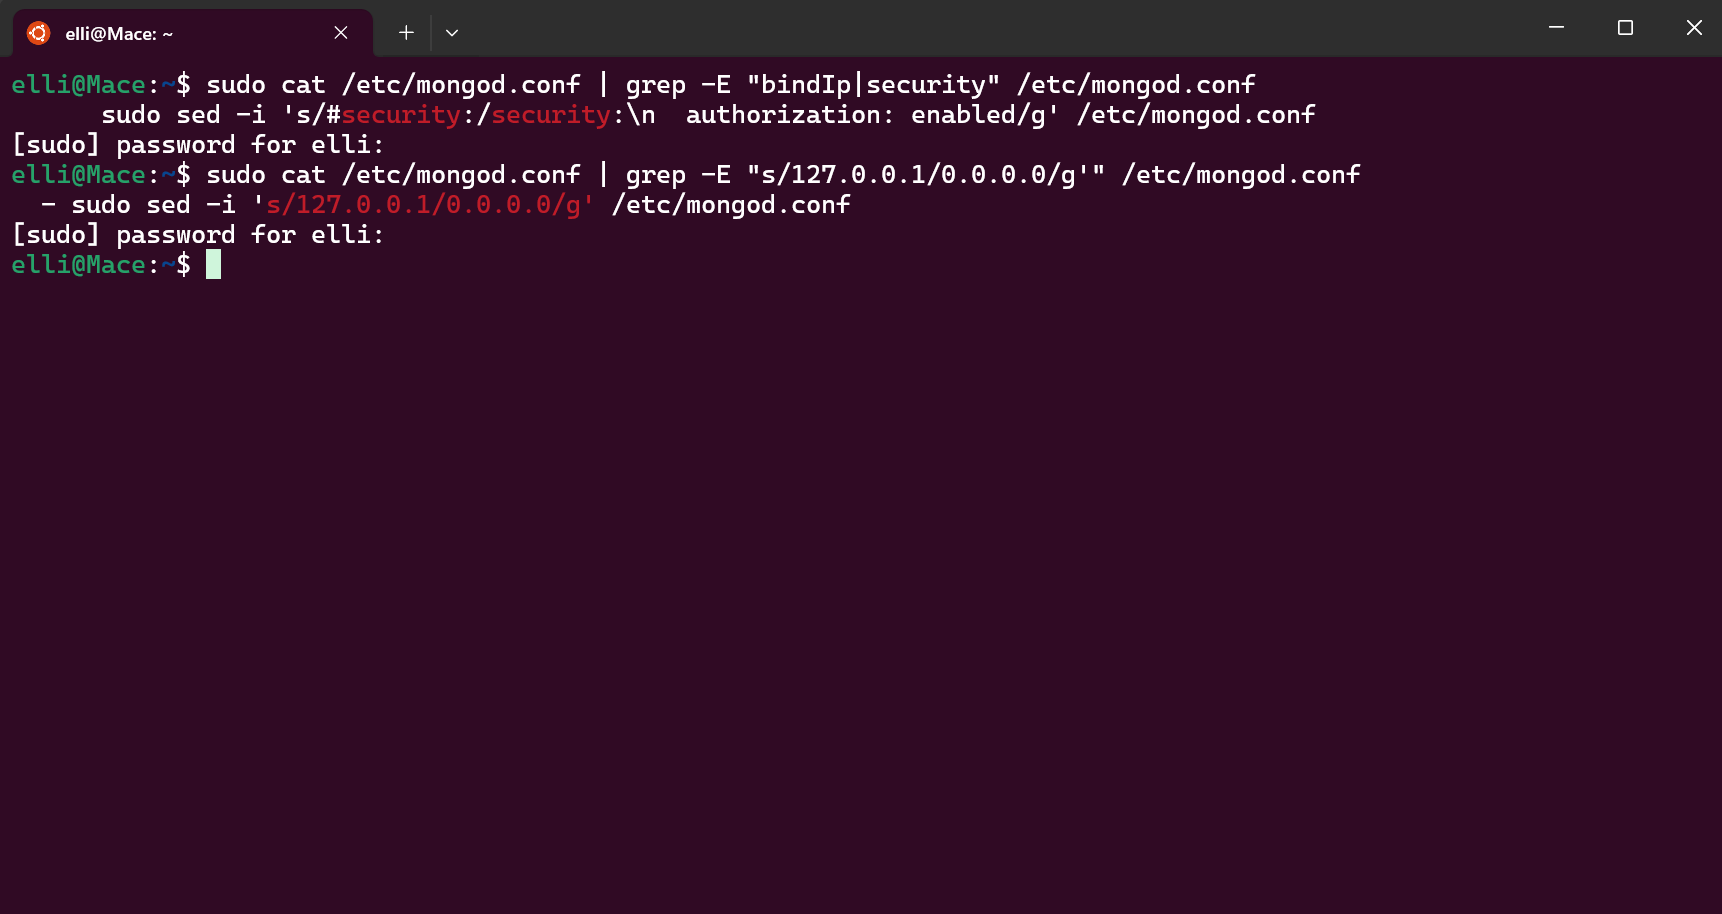 elli@Mace: ~
elli@Mace:~$ sudo cat /etc/mongod.conf | grep -E "bindIp|security" /etc/mongod.conf
      sudo sed -i 's/#security:/security:\n  authorization: enabled/g' /etc/mongod.conf
[sudo] password for elli:
elli@Mace:~$ sudo cat /etc/mongod.conf | grep -E "s/127.0.0.1/0.0.0.0/g'" /etc/mongod.conf
  - sudo sed -i 's/127.0.0.1/0.0.0.0/g' /etc/mongod.conf
[sudo] password for elli:
elli@Mace:~$